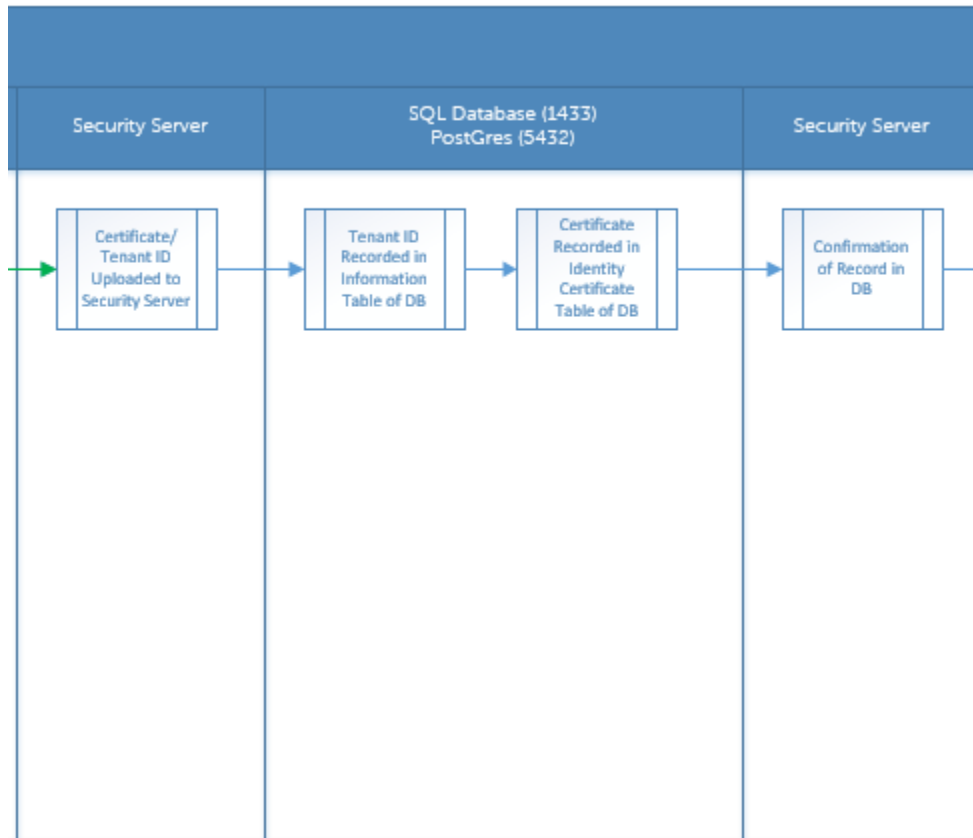 Security Server
SQL Database (1433)
PostGres (5432)
Security Server
Certificate/
Tenant ID
Uploaded to
Security Server
Tenant ID
Recorded in
Information
Table of DB
Certificate
Recorded in
Identity
Certificate
Table of DB
Confirmation
of Record in
DB